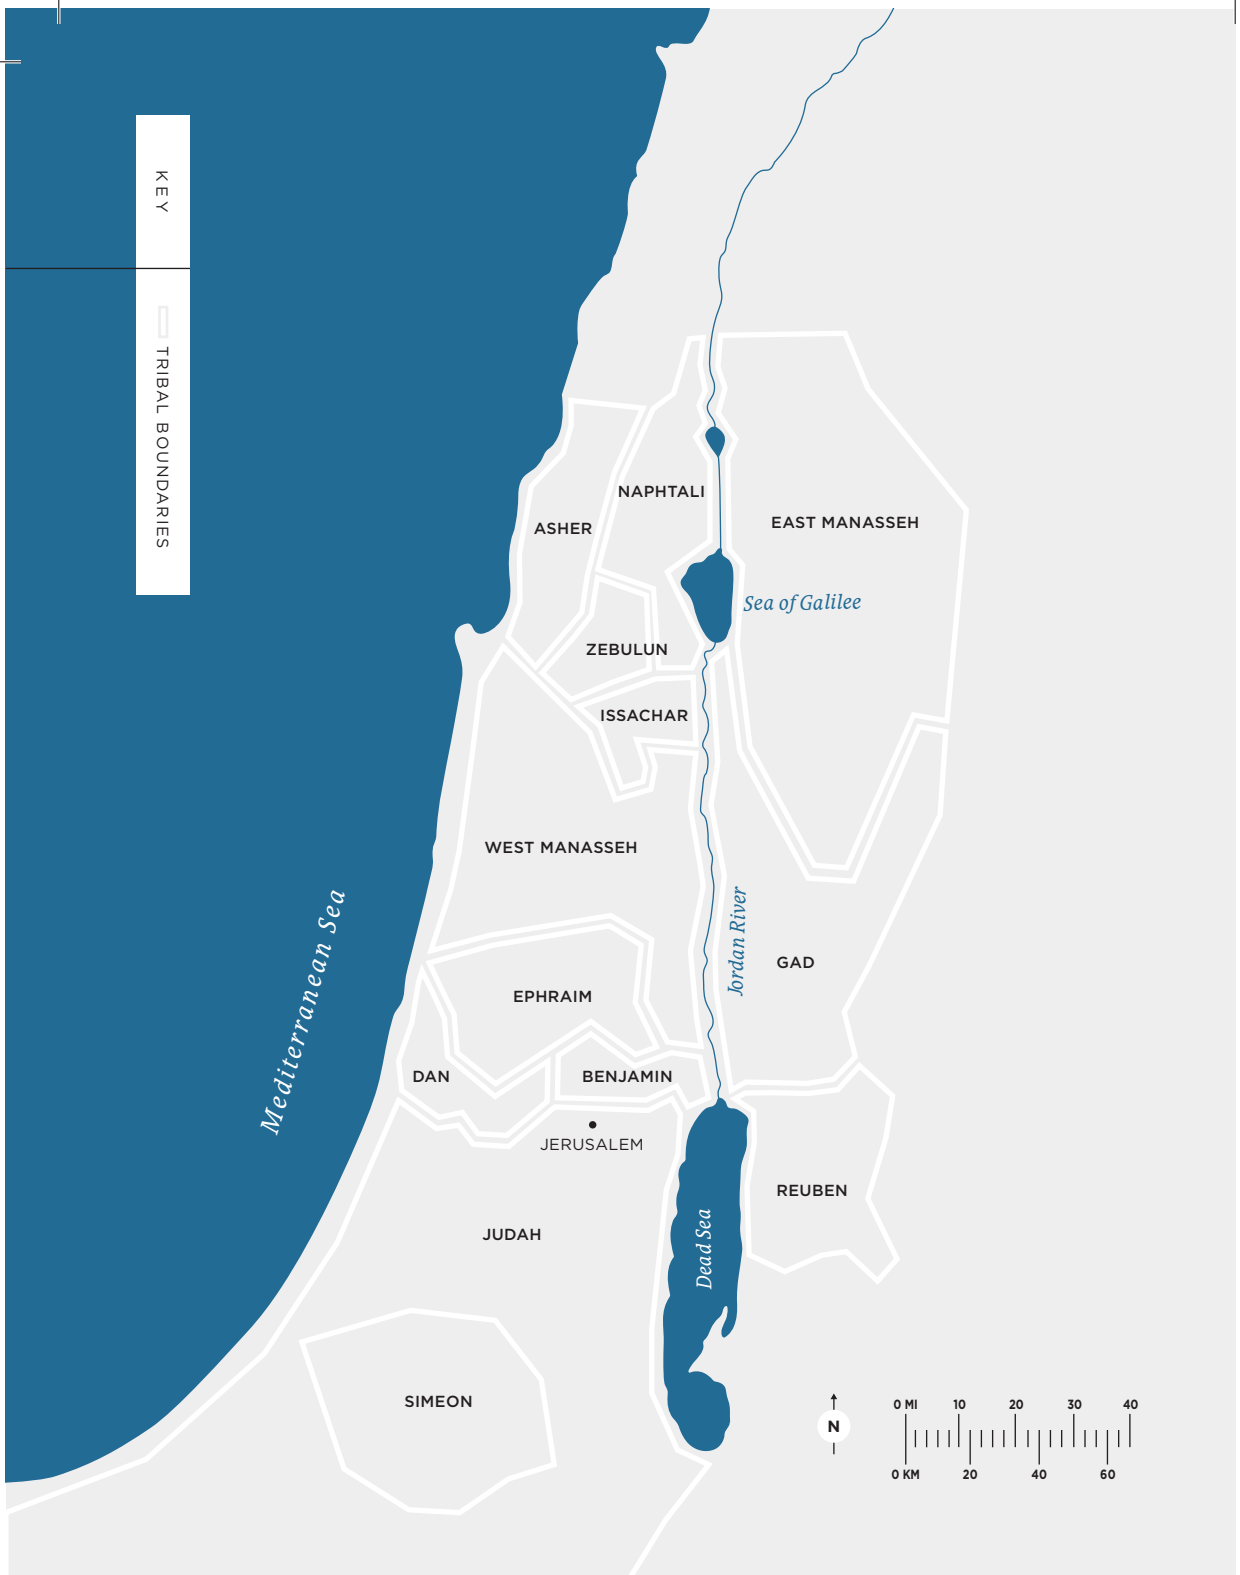 KEY
TRIBAL BOUNDARIES
NAPHTALI
ASHER
EAST MANASSEH
Sea of Galilee
ZEBULUN
ISSACHAR
WEST MANASSEH
Mediterranean Sea
Jordan River
GAD
EPHRAIM
DAN
BENJAMIN
JERUSALEM
REUBEN
JUDAH
Dead Sea
SIMEON
N
0 MI 10 20 30 40
0 KM 20 40 60